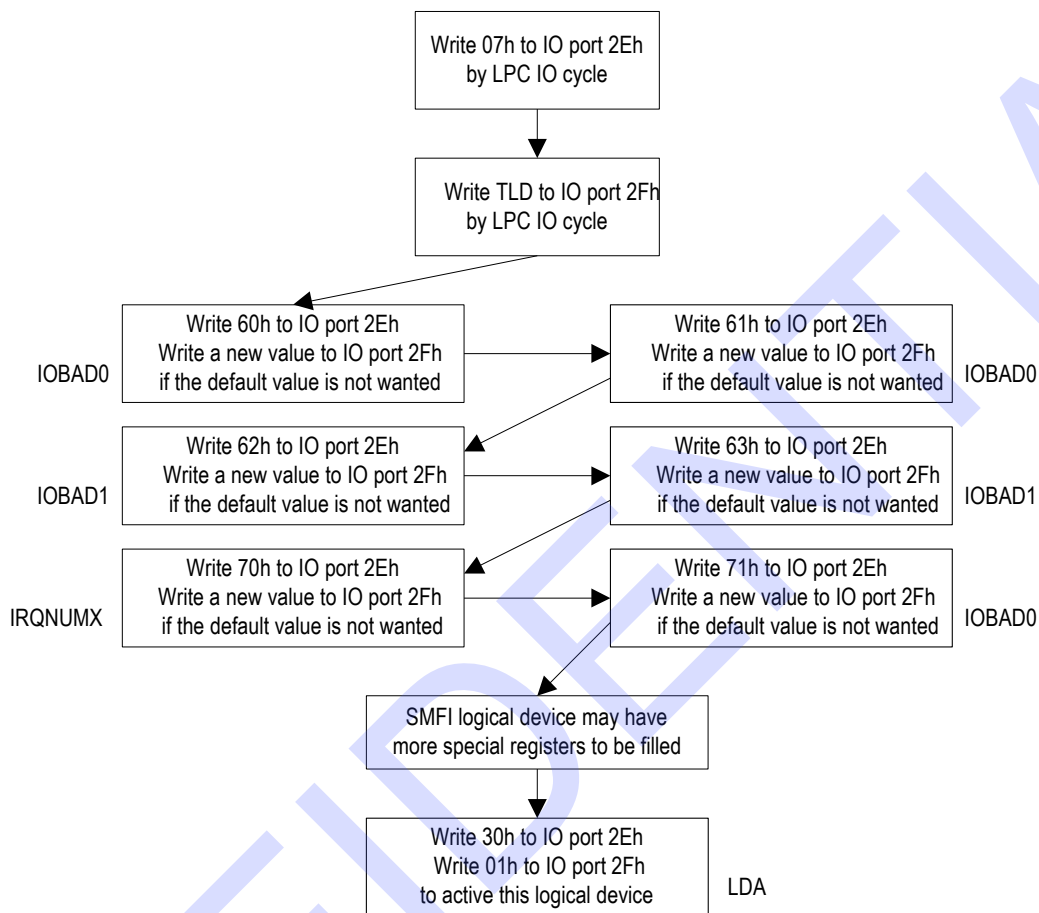 Write 07h to IO port 2Eh
by LPC IO cycle
Write TLD to IO port 2Fh
by LPC IO cycle
IOBAD0
Write 60h to IO port 2Eh
Write a new value to IO port 2Fh
if the default value is not wanted
Write 61h to IO port 2Eh
Write a new value to IO port 2Fh
if the default value is not wanted
IOBAD0
IOBAD1
Write 62h to IO port 2Eh
Write a new value to IO port 2Fh
if the default value is not wanted
Write 63h to IO port 2Eh
Write a new value to IO port 2Fh
if the default value is not wanted
IOBAD1
IRQNUMX
Write 70h to IO port 2Eh
Write a new value to IO port 2Fh
if the default value is not wanted
Write 71h to IO port 2Eh
Write a new value to IO port 2Fh
if the default value is not wanted
IOBAD0
SMFI logical device may have
more special registers to be filled
Write 30h to IO port 2Eh
Write 01h to IO port 2Fh
to active this logical device
LDA